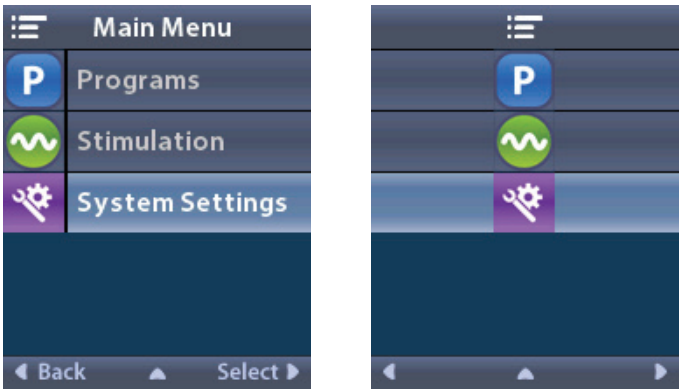 Main Menu
P Programs
Stimulation
System Settings
Back Select
P